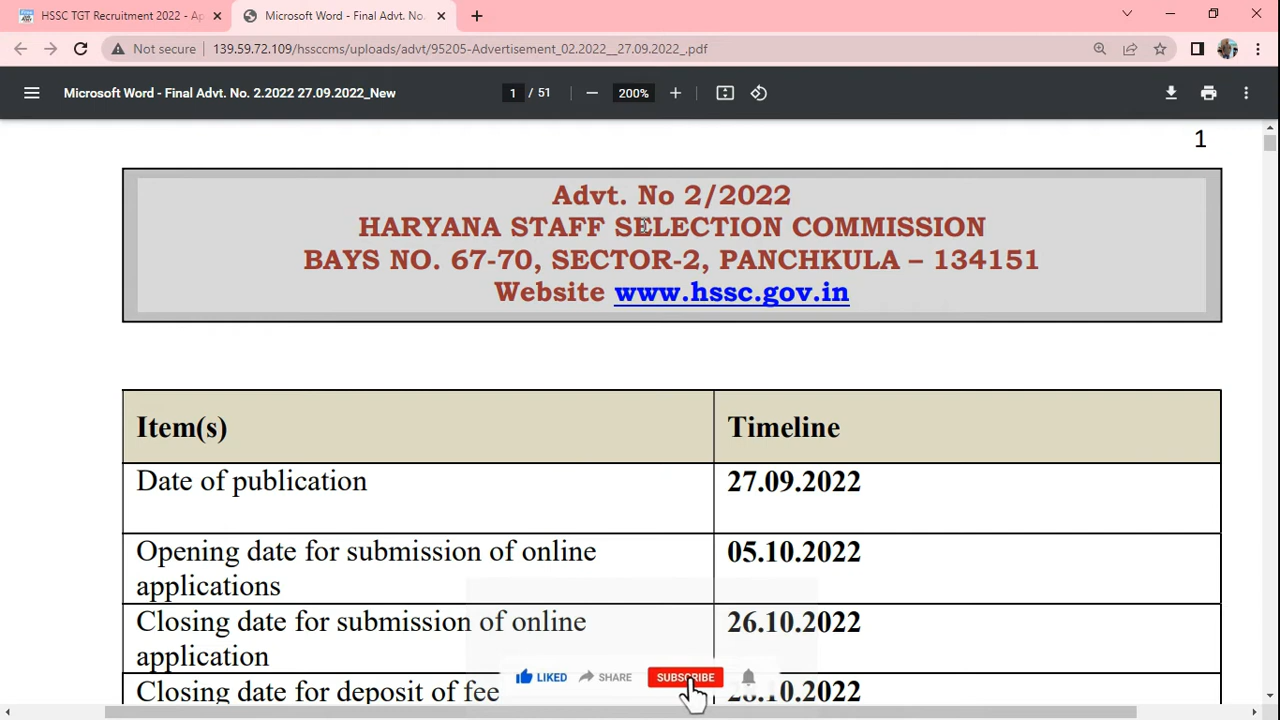 HSSC TGT Recruitment 2022 - Ap
Microsoft Word - Final Advt. No.
Not secure
139.59.72.109/hssccms/uploads/advt/95205-Advertisement_02.2022__27.09.2022_.pdf
Microsoft Word - Final Advt. No. 2.2022 27.09.2022_New
1 / 51
200%
1
Advt. No 2/2022
HARYANA STAFF SELECTION COMMISSION
BAYS NO. 67-70, SECTOR-2, PANCHKULA – 134151
Website www.hssc.gov.in
Item(s) Timeline
Date of publication 27.09.2022
Opening date for submission of online 05.10.2022
applications
Closing date for submission of online 26.10.2022
application
Closing date for deposit of fee 28.10.2022
LIKED SHARE SUBSCRIBE